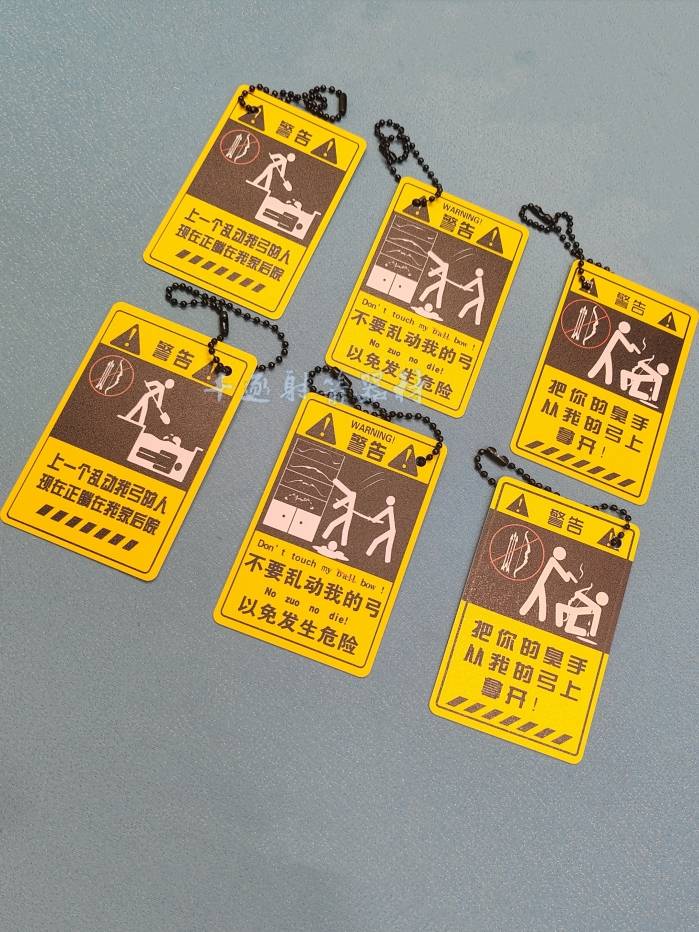 警告
上一个乱动我弓的人
现在正躺在我家后院
WARNING!
警告
Don't touch my Ball bow !
不要乱动我的弓
No zuo no die!
以免发生危险
警告
把你的臭手
从我的弓上
拿开!
警告
上一个乱动我弓的人
现在正躺在我家后院
WARNING!
警告
Don't touch my Ball bow !
不要乱动我的弓
No zuo no die!
以免发生危险
警告
把你的臭手
从我的弓上
拿开!